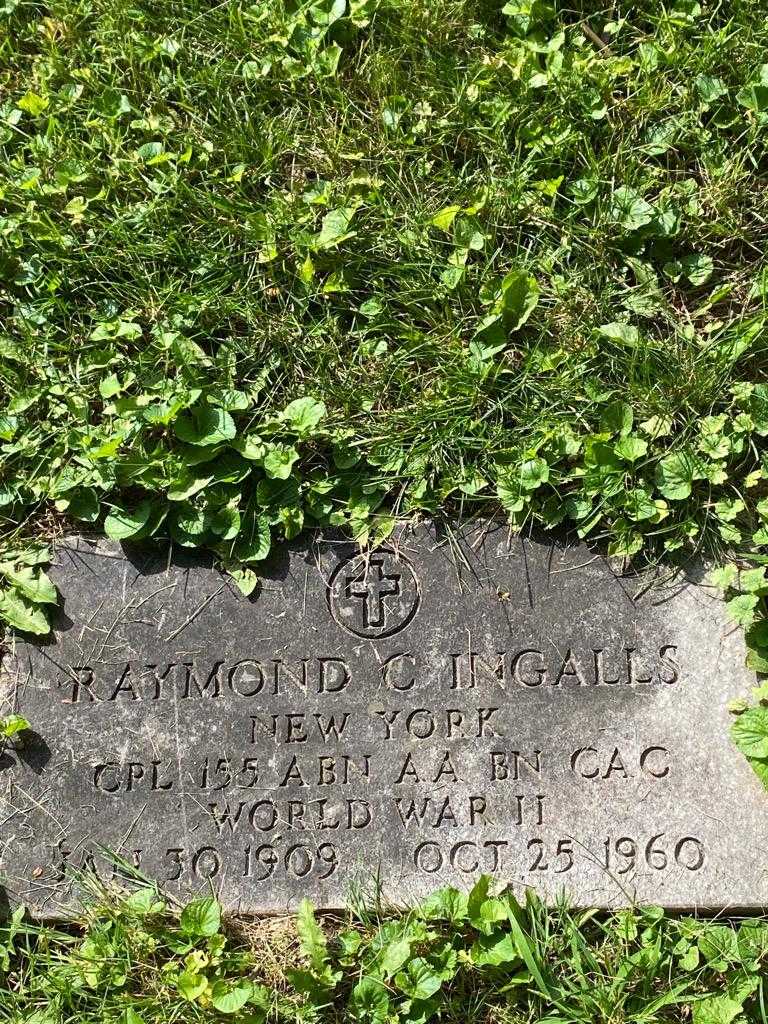 RAYMOND C INGALLS
NEW YORK
CPL 155 ABN AA BN CAC
WORLD WAR II
JAN 30 1909 OCT 25 1960